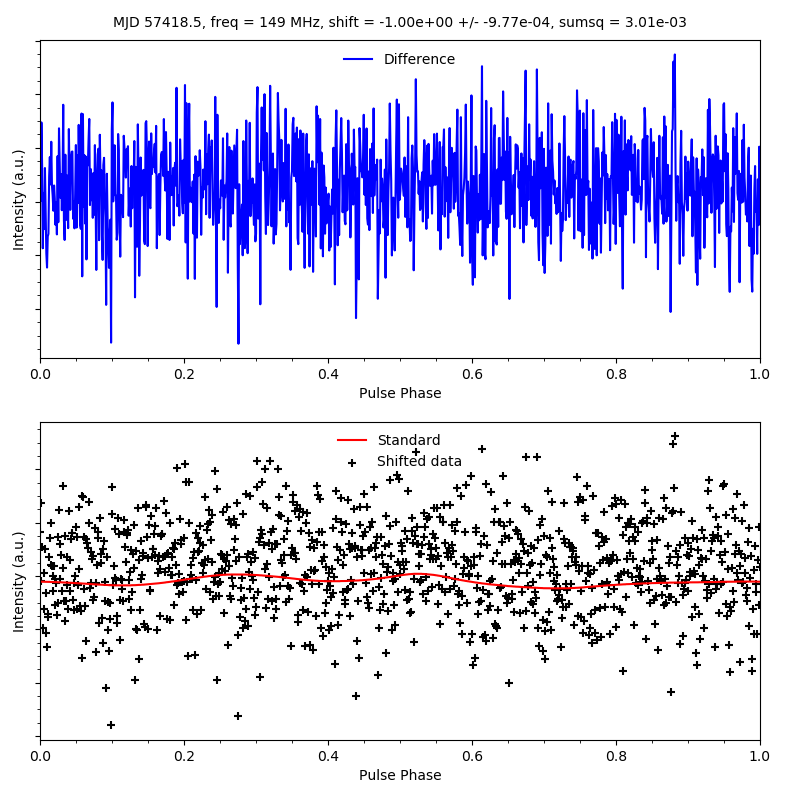 MJD 57418.5, freq = 149 MHz, shift = -1.00e+00 +/- -9.77e-04, sumsq = 3.01e-03
Difference
Intensity (a.u.)
0.0 0.2 0.4 0.6 0.8 1.0
Pulse Phase
Standard
Shifted data
Intensity (a.u.)
0.0 0.2 0.4 0.6 0.8 1.0
Pulse Phase